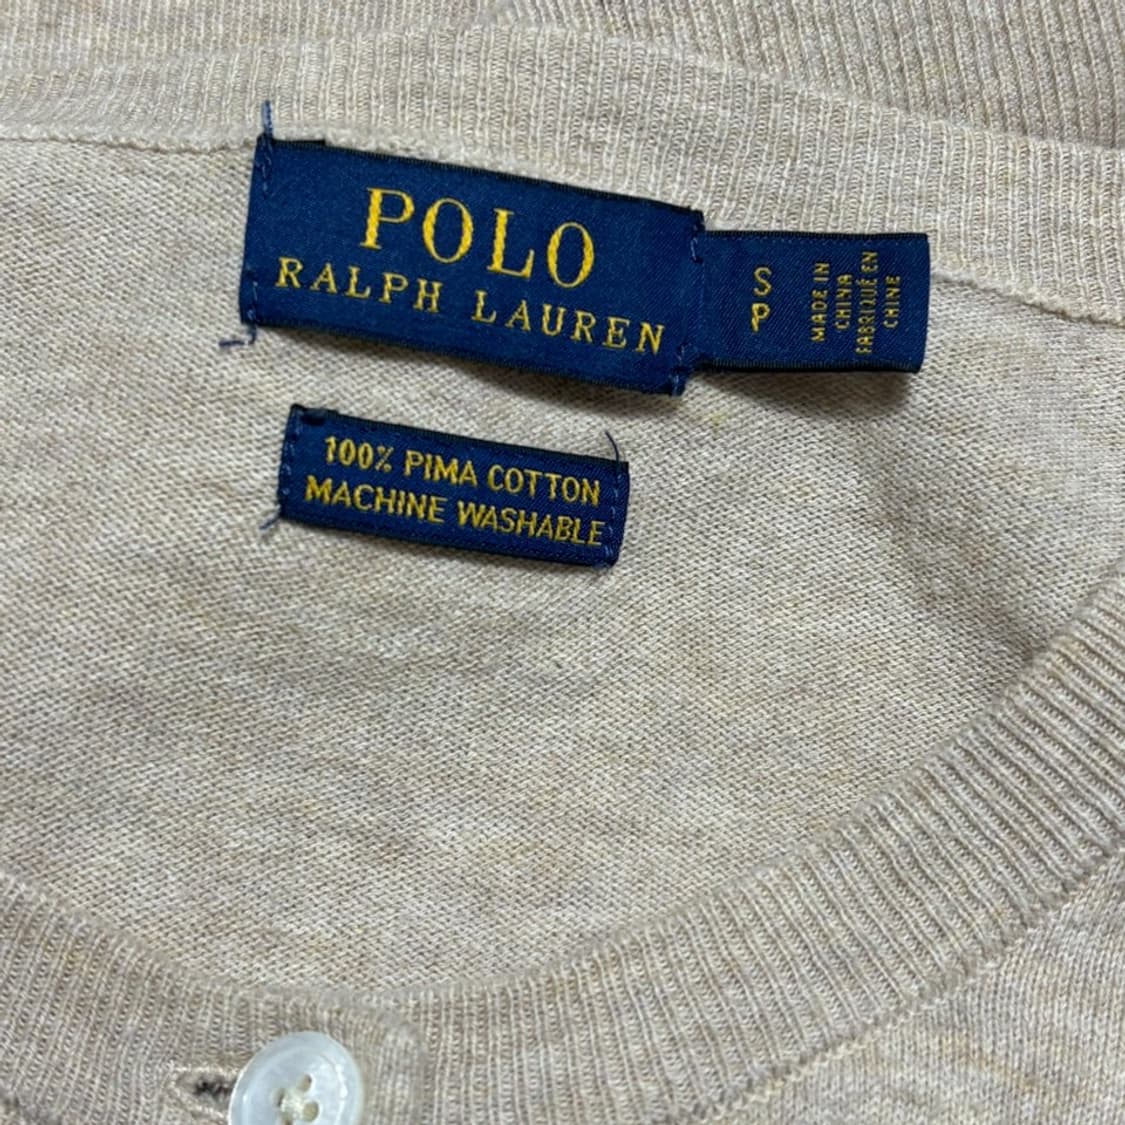 POLO
RALPH LAUREN
S
P
MADE IN
CHINA
FABRIQUÉ EN
CHINE
100% PIMA COTTON
MACHINE WASHABLE